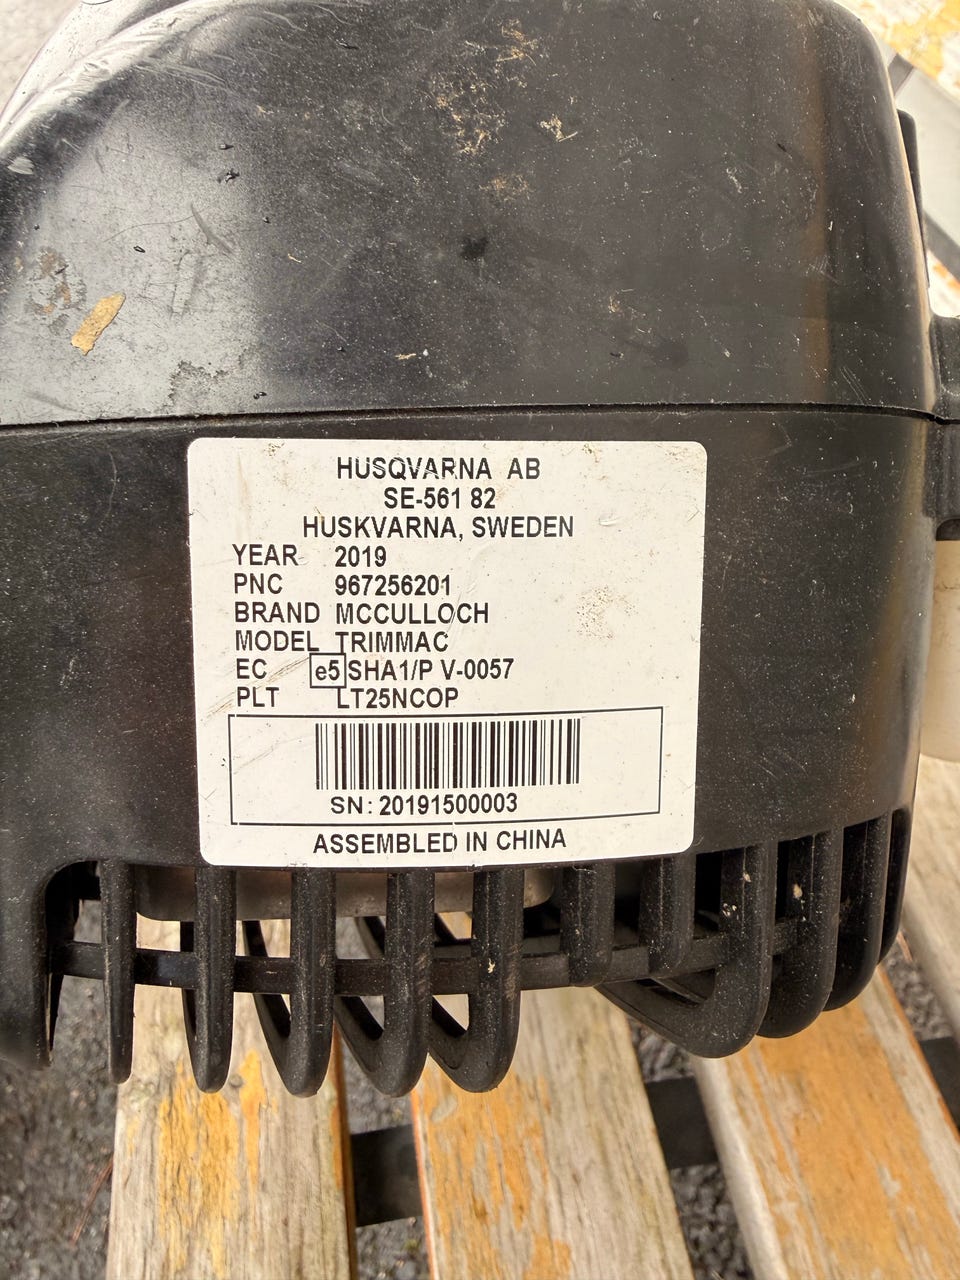 HUSQVARNA AB
SE-561 82
HUSKVARNA, SWEDEN
YEAR 2019
PNC 967256201
BRAND MCCULLOCH
MODEL TRIMMAC
EC e5 SHA1/P V-0057
PLT LT25NCOP
SN: 20191500003
ASSEMBLED IN CHINA